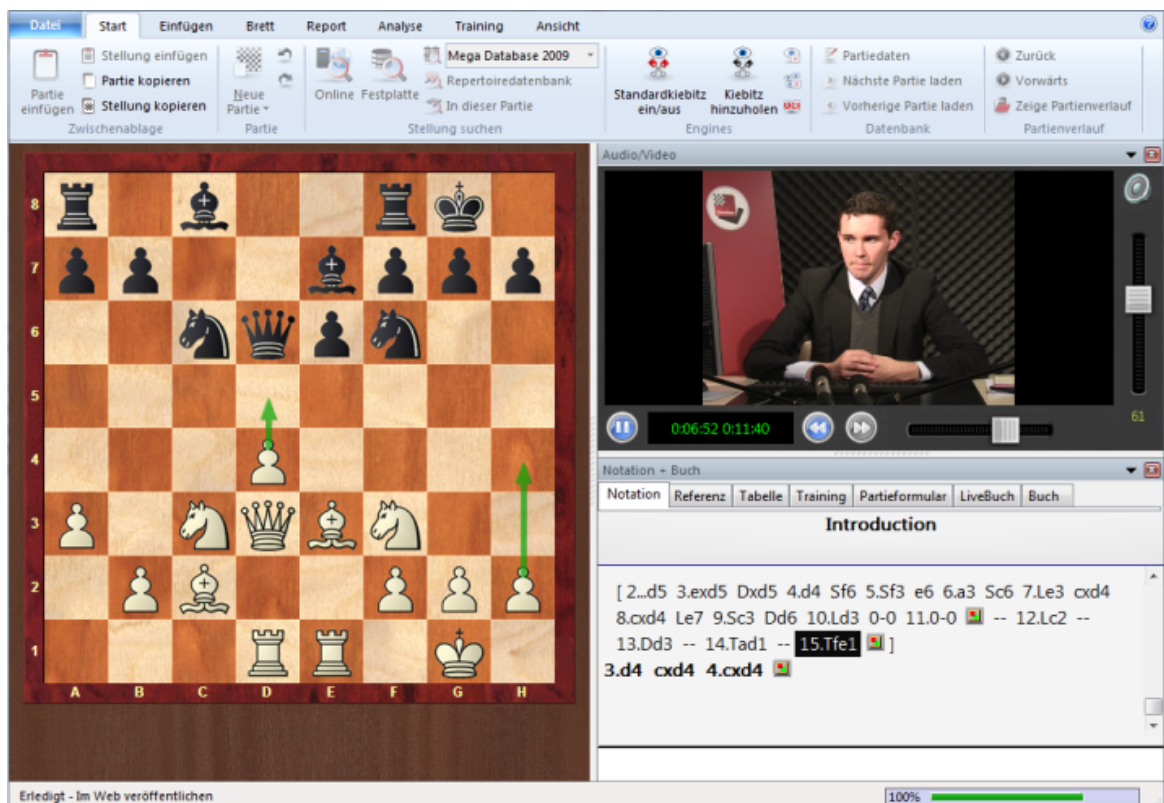 Datei Start Einfügen Brett Report Analyse Training Ansicht
Partie einfügen
Stellung einfügen
Partie kopieren
Stellung kopieren
Zwischenablage
Neue Partie
Partie
Online Festplatte
Mega Database 2009
Repertoiredatenbank
In dieser Partie
Stellung suchen
Standardkiebitz ein/aus
Kiebitz hinzuholen
UCI
Engines
Partiedaten
Nächste Partie laden
Vorherige Partie laden
Datenbank
Zurück
Vorwärts
Zeige Partienverlauf
Partienverlauf
8
7
6
5
4
3
2
1
A B C D E F G H
Audio/Video
0:06:52 0:11:40
61
Notation + Buch
Notation Referenz Tabelle Training Partieformular LiveBuch Buch
Introduction
[ 2...d5 3.exd5 Dxd5 4.d4 Sf6 5.Sf3 e6 6.a3 Sc6 7.Le3 cxd4
8.cxd4 Le7 9.Sc3 Dd6 10.Ld3 0-0 11.0-0 -- 12.Lc2 --
13.Dd3 -- 14.Tad1 -- 15.Tfe1 ]
3.d4 cxd4 4.cxd4
Erledigt - Im Web veröffentlichen
100%